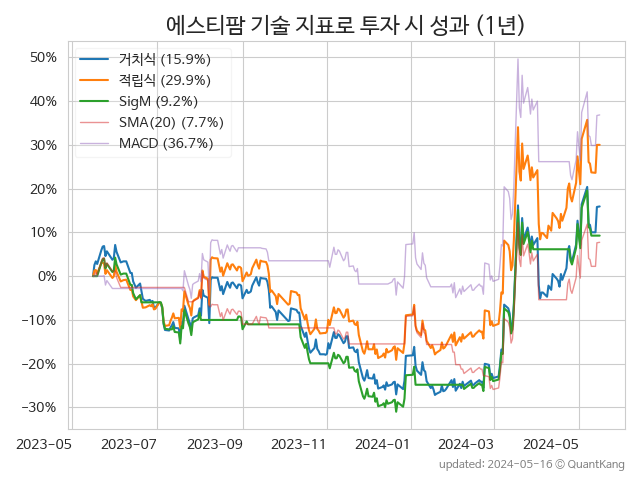 에스티팜 기술 지표로 투자 시 성과 (1년)
50%
40%
30%
20%
10%
0%
−10%
−20%
−30%
거치식 (15.9%)
적립식 (29.9%)
SigM (9.2%)
SMA(20) (7.7%)
MACD (36.7%)
2023-05
2023-07
2023-09
2023-11
2024-01
2024-03
2024-05
updated: 2024-05-16 © QuantKang